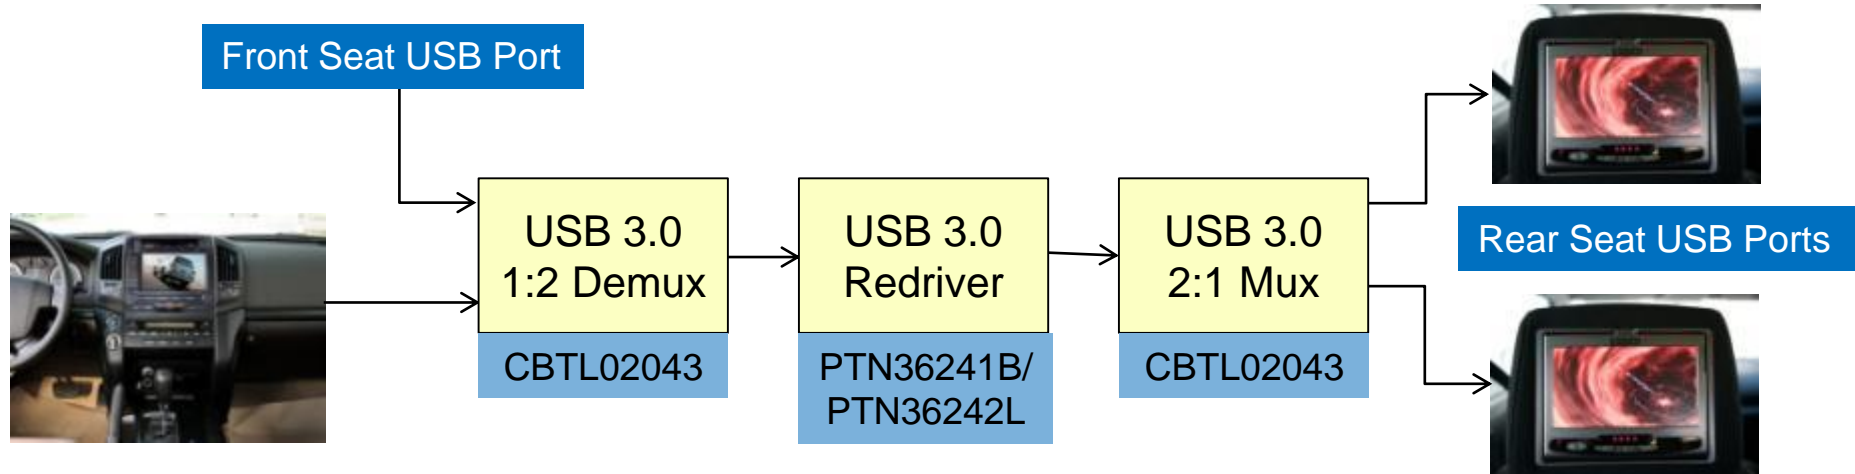 Front Seat USB Port
USB 3.0
1:2 Demux
CBTL02043
USB 3.0
Redriver
PTN36241B/
PTN36242L
USB 3.0
2:1 Mux
CBTL02043
Rear Seat USB Ports